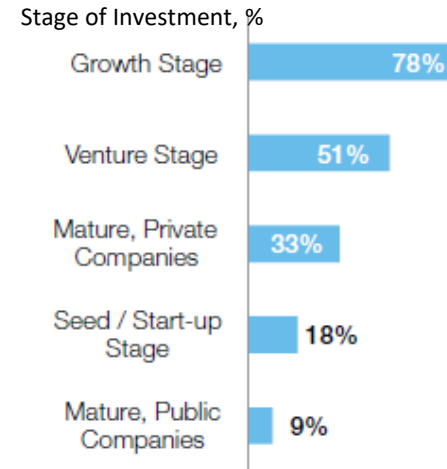 Stage of Investment, %
Growth Stage
78%
Venture Stage
51%
Mature, Private
Companies
33%
Seed / Start-up
Stage
18%
Mature, Public
Companies
9%